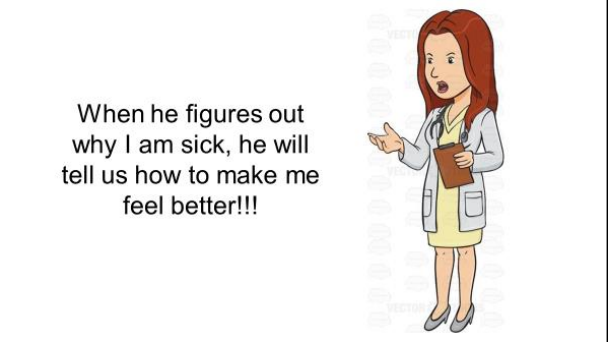 When he figures out
why I am sick, he will
tell us how to make me
feel better!!!